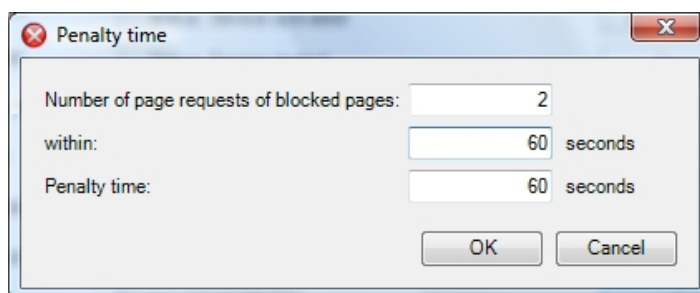 Penalty time
Number of page requests of blocked pages: 2
within: 60 seconds
Penalty time: 60 seconds
OK Cancel